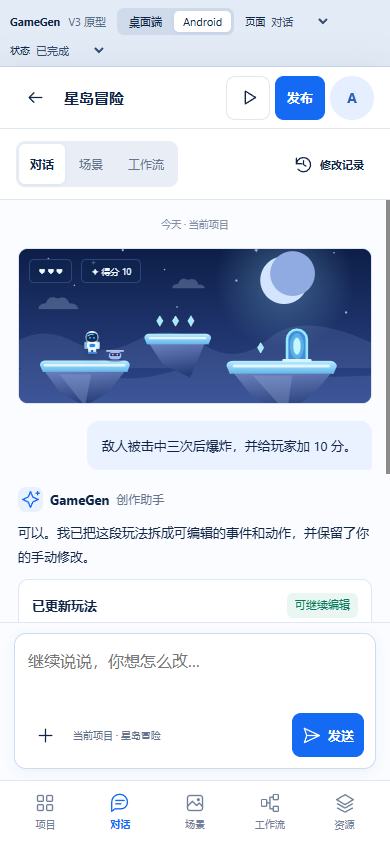 GameGen V3 原型 桌面端 Android 页面 对话
状态 已完成
星岛冒险 发布 A
对话 场景 工作流 修改记录
今天 · 当前项目
得分 10
敌人被击中三次后爆炸，并给玩家加 10 分。
GameGen 创作助手
可以。我已把这段玩法拆成可编辑的事件和动作，并保留了你
的手动修改。
已更新玩法 可继续编辑
继续说说，你想怎么改...
当前项目 · 星岛冒险 发送
项目 对话 场景 工作流 资源